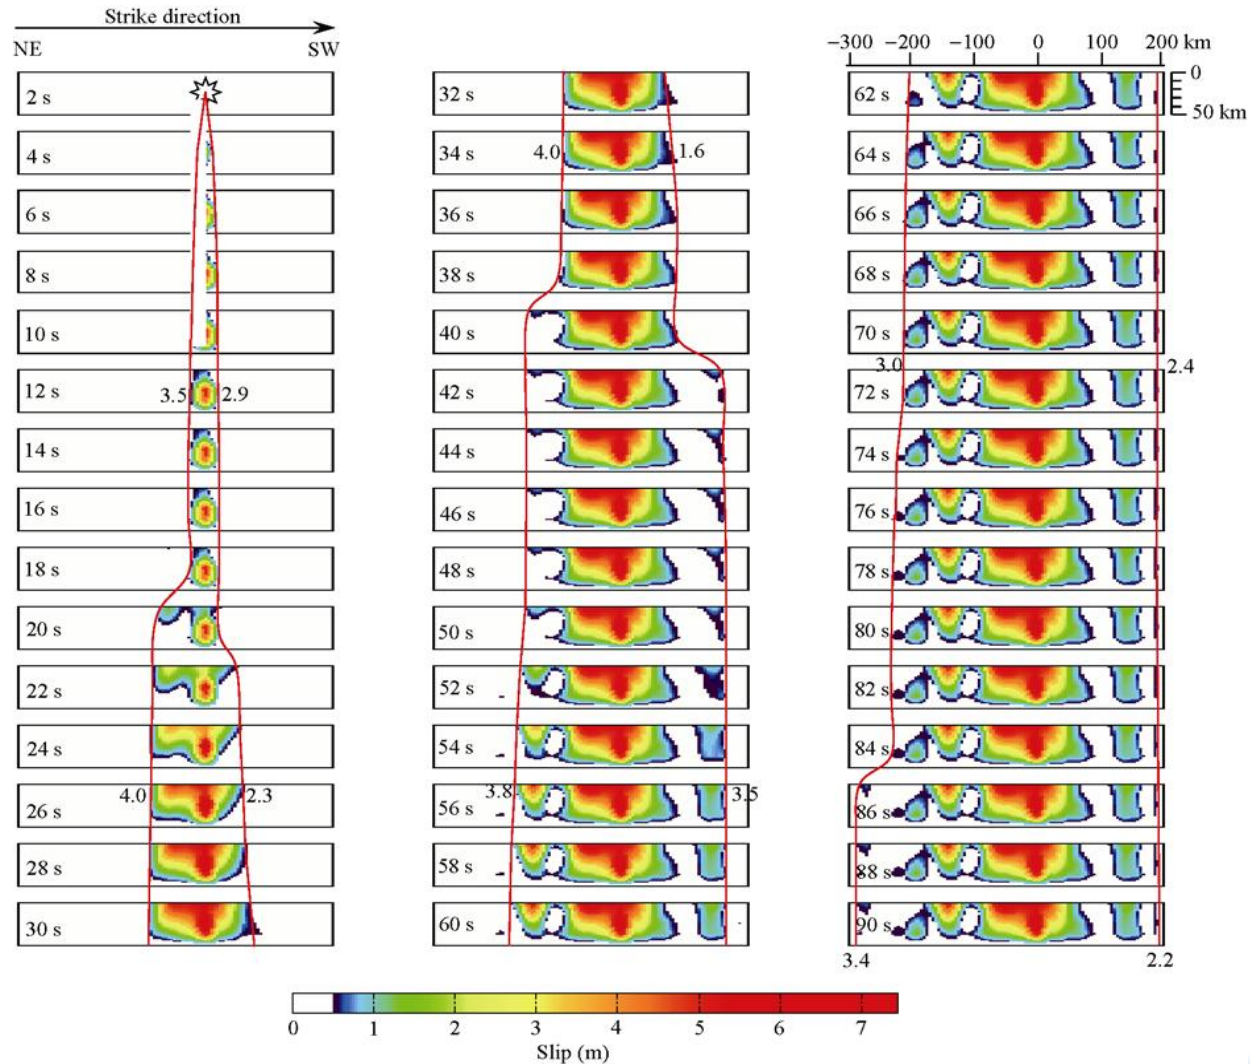 Strike direction
NE SW
2 s
4 s
6 s
8 s
10 s
12 s 3.5 2.9
14 s
16 s
18 s
20 s
22 s
24 s
4.0 2.3
26 s
28 s
30 s
32 s
34 s 4.0 1.6
36 s
38 s
40 s
42 s
44 s
46 s
48 s
50 s
52 s
54 s
3.8 3.5
56 s
58 s
60 s
−300 −200 −100 0 100 200 km
0
62 s
50 km
64 s
66 s
68 s
70 s
3.0 2.4
72 s
74 s
76 s
78 s
80 s
82 s
84 s
86 s
88 s
90 s
3.4 2.2
0 1 2 3 4 5 6 7
Slip (m)